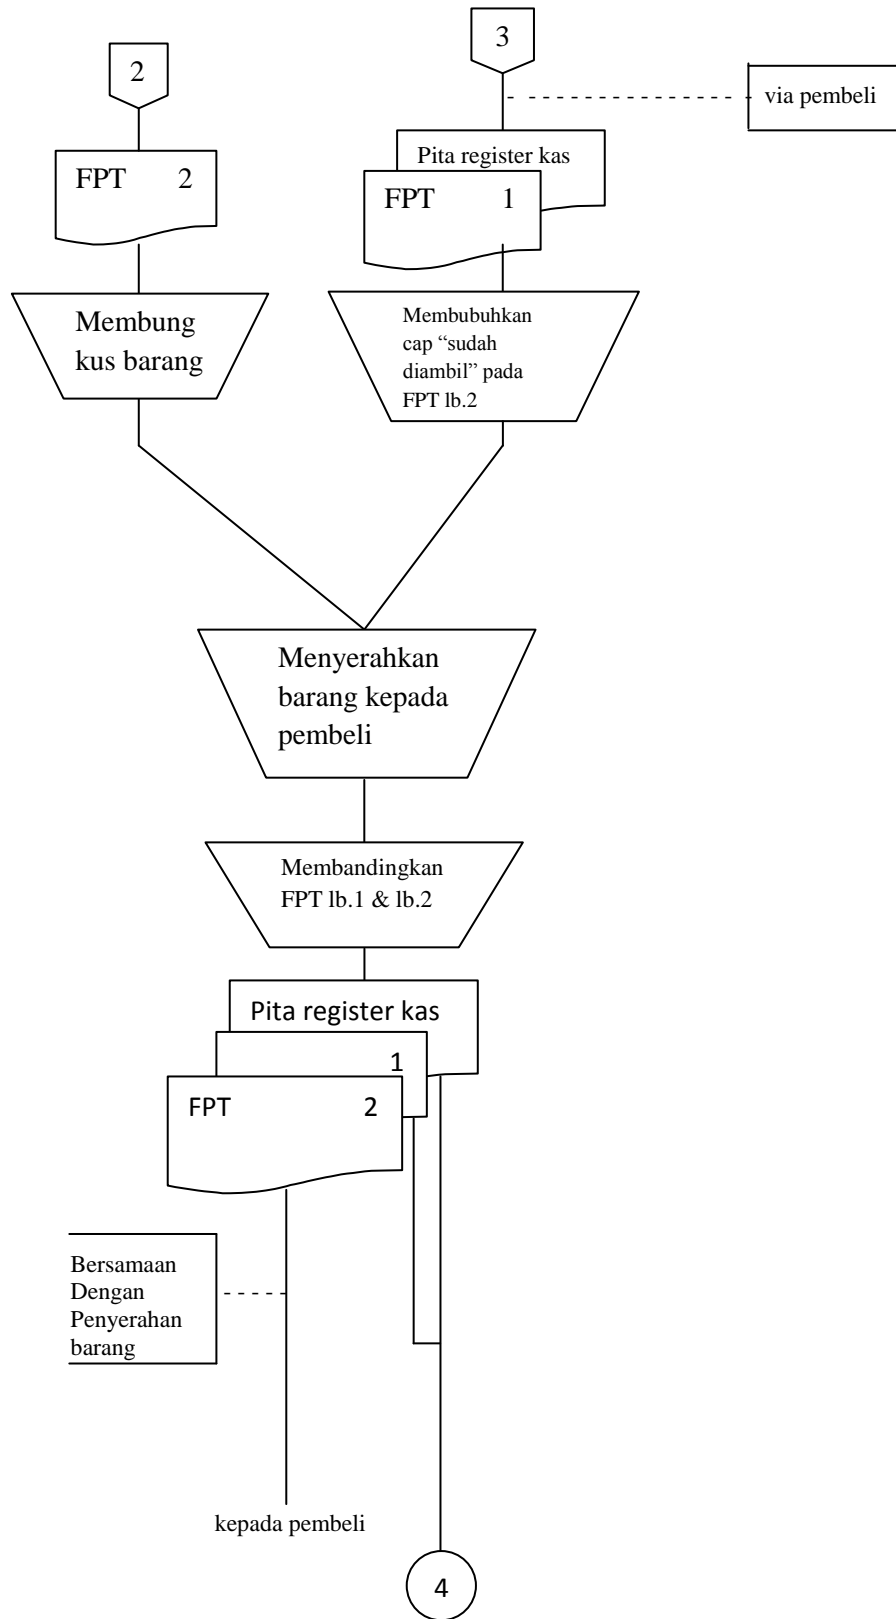 3
2
via pembeli
Pita register kas
FPT 2
FPT 1
Membung
kus barang
Membubuhkan
cap “sudah
diambil” pada
FPT lb.2
Menyerahkan
barang kepada
pembeli
Membandingkan
FPT lb.1 & lb.2
Pita register kas
1
FPT 2
Bersamaan
Dengan
Penyerahan
barang
kepada pembeli
4